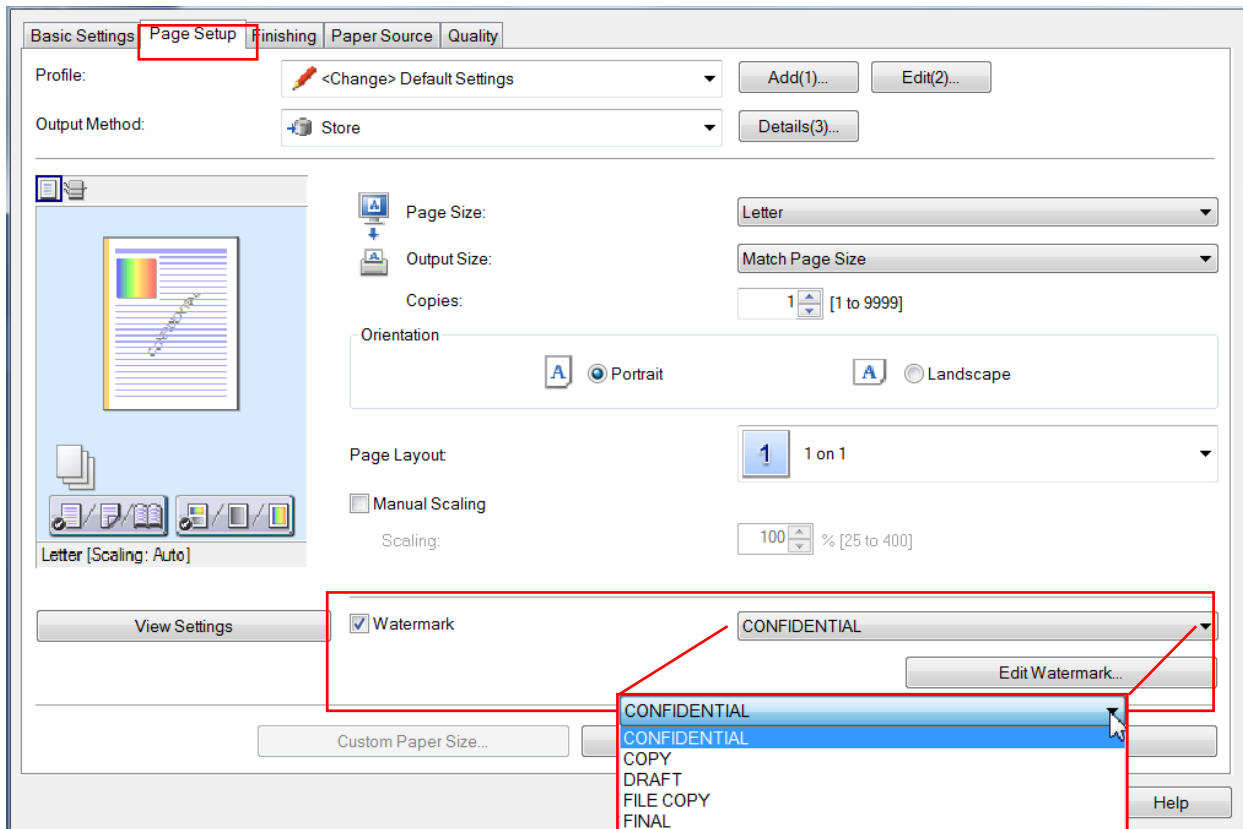 Basic Settings Page Setup Finishing Paper Source Quality
Profile: <Change> Default Settings Add(1)... Edit(2)...
Output Method: Store Details(3)...
Page Size: Letter
Output Size: Match Page Size
Copies: 1 [1 to 9999]
Orientation
A Portrait A Landscape
CONFIDENTIAL
Page Layout: 1 1 on 1
Manual Scaling
Scaling: 100 % [25 to 400]
Letter [Scaling: Auto]
View Settings Watermark CONFIDENTIAL
Edit Watermark...
CONFIDENTIAL
Custom Paper Size... CONFIDENTIAL
COPY
DRAFT
FILE COPY
Help
FINAL